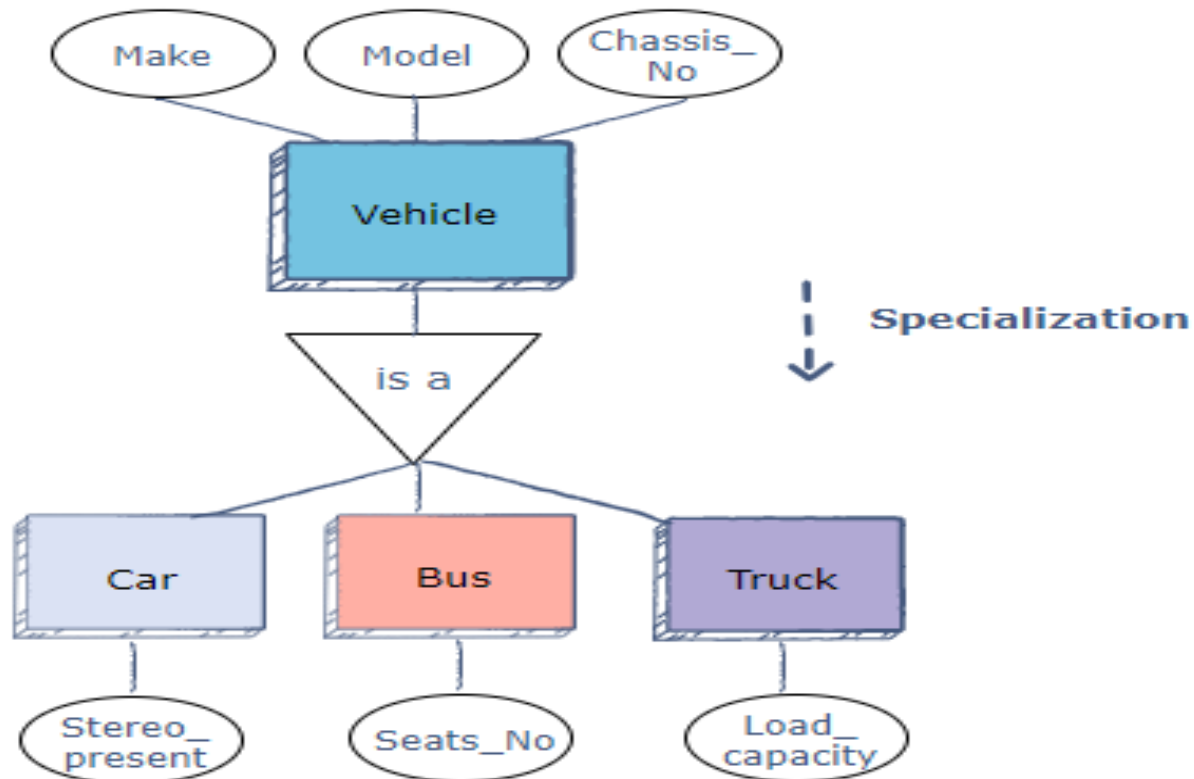 Make
Model
Chassis_
No
Vehicle
Specialization
is a
Car
Bus
Truck
Stereo_
present
Seats_No
Load_
capacity